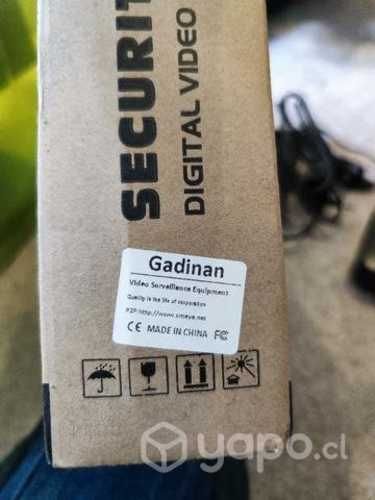 SECURIT
DIGITAL VIDEO
Gadinan
Video Surveillance Equipment
Quality is the life of corporation
P2P:http://www.xmeye.net
CE MADE IN CHINA FC
yapo.cl